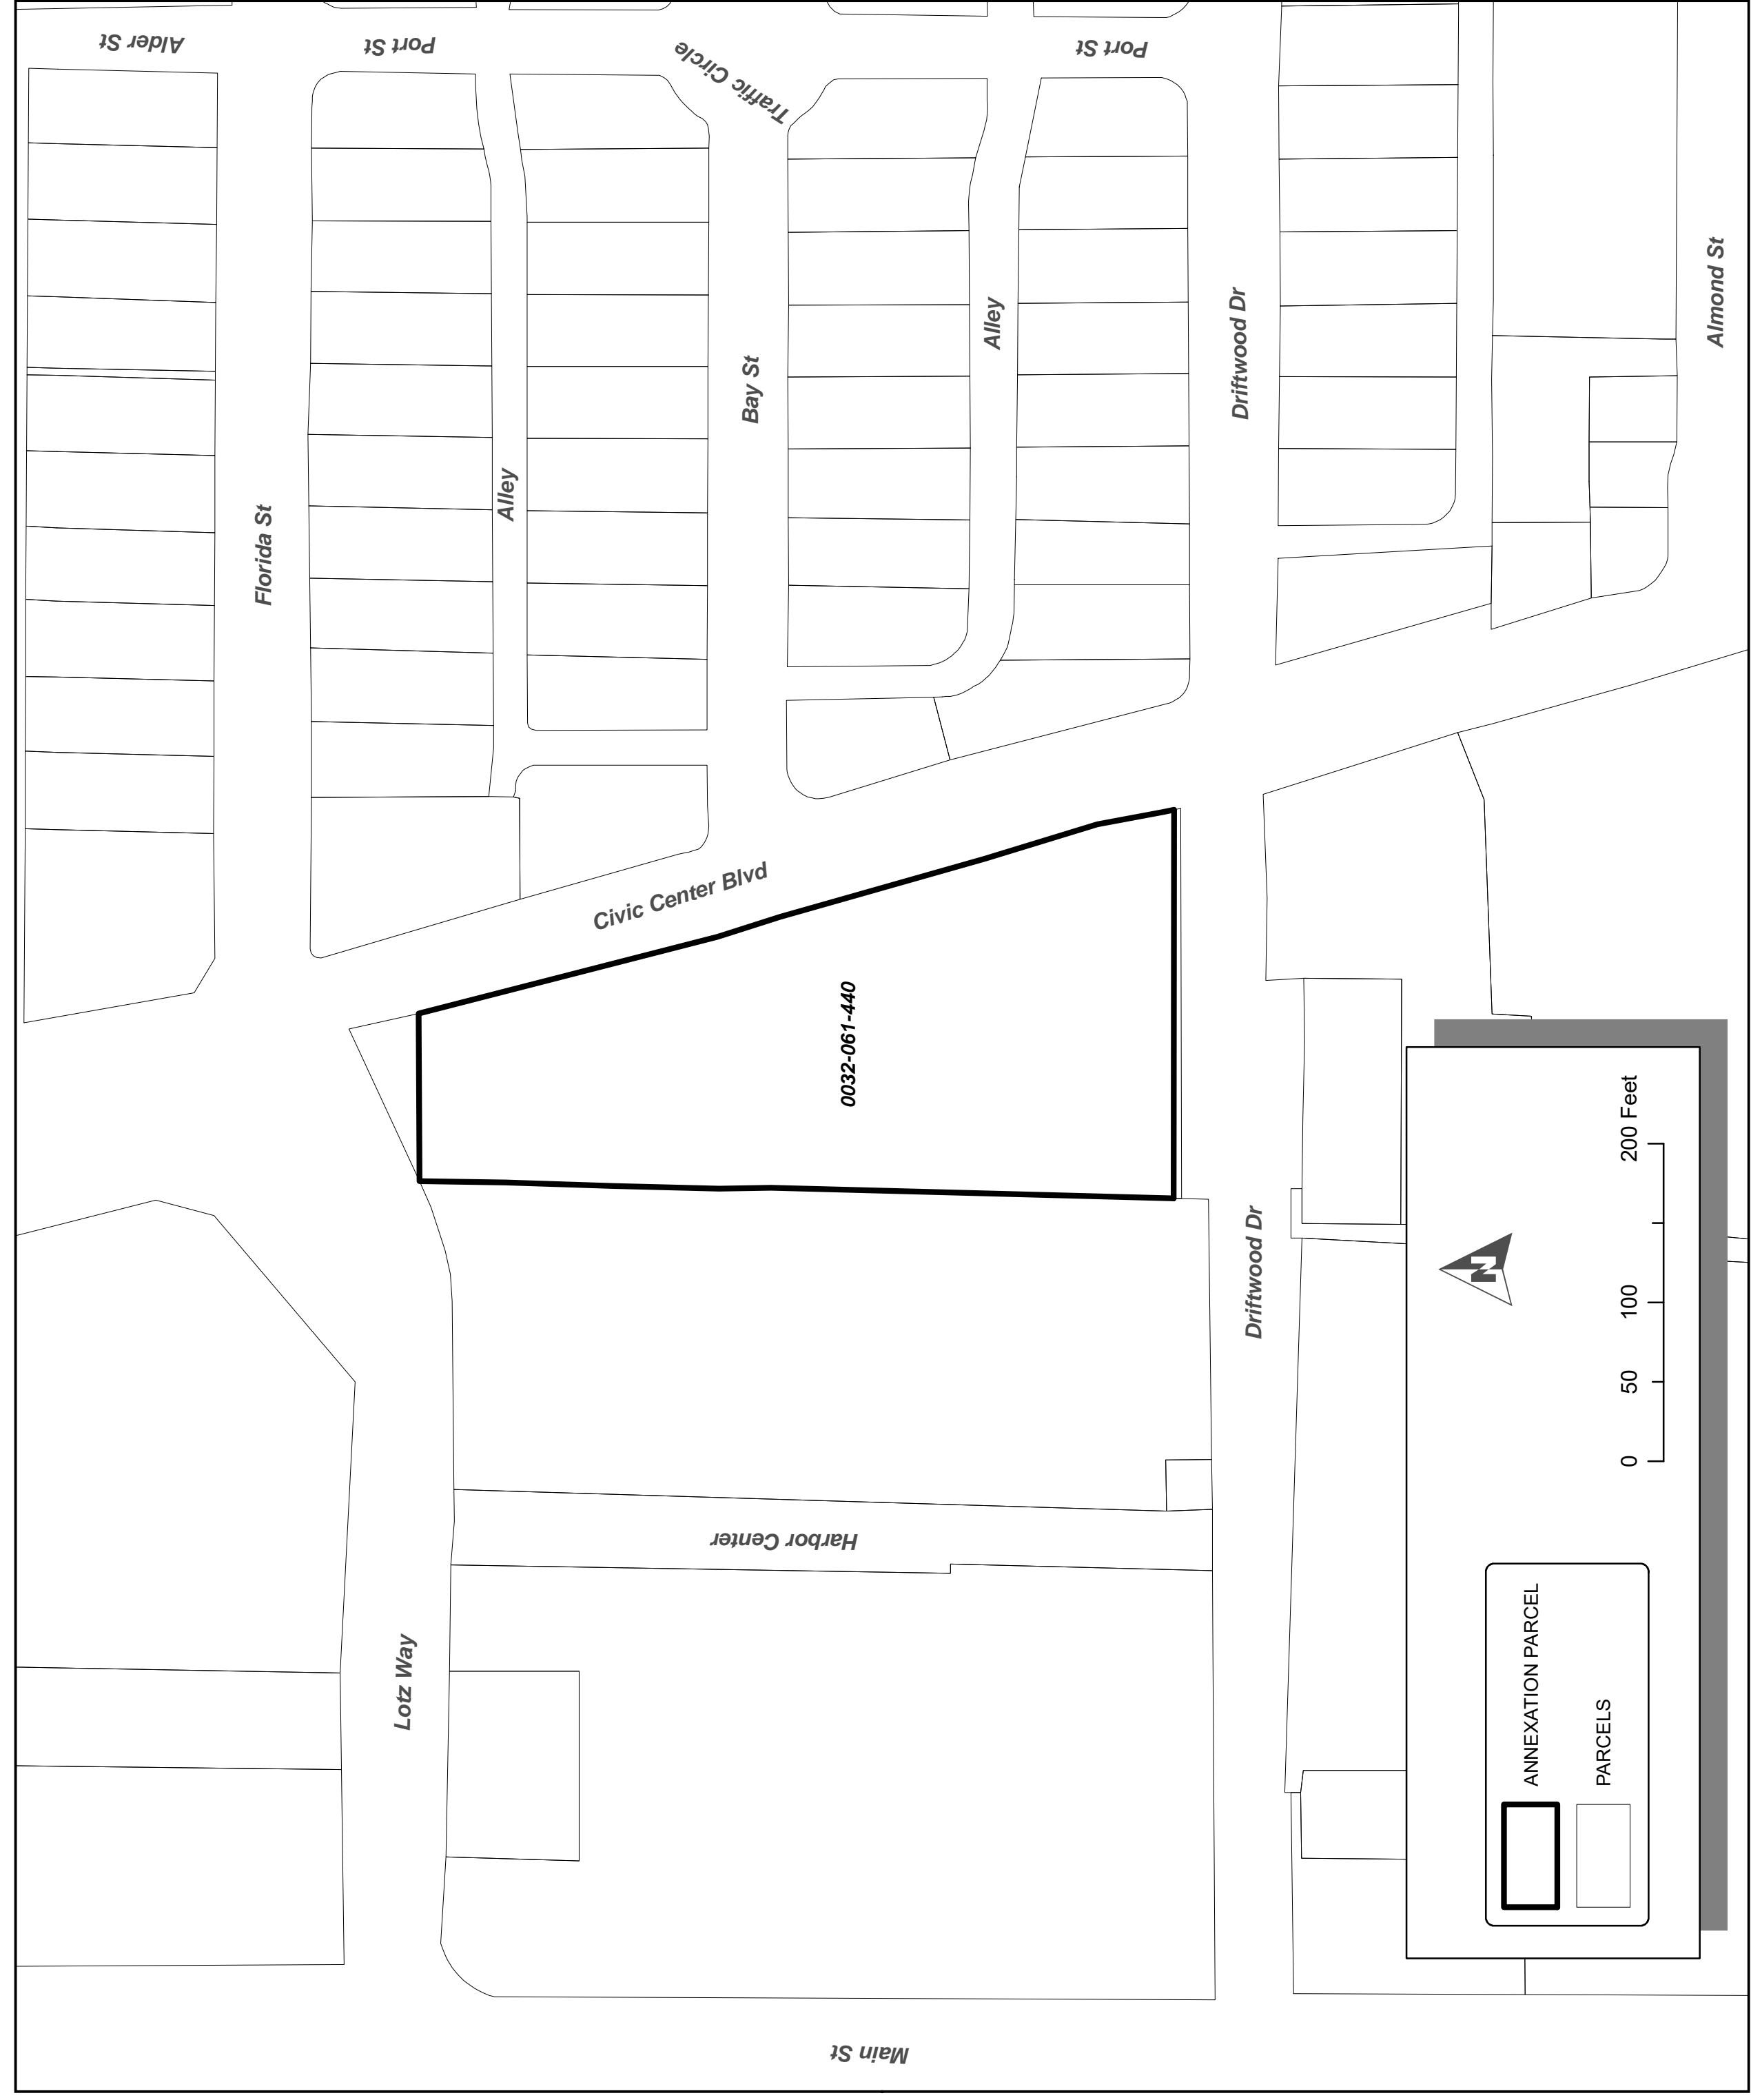 Alder St
Port St
Traffic Circle
Port St
Florida St
Alley
Bay St
Alley
Driftwood Dr
Almond St
Civic Center Blvd
0032-061-440
Driftwood Dr
Harbor Center
Lotz Way
Main St
N
0 50 100 200 Feet
ANNEXATION PARCEL
PARCELS